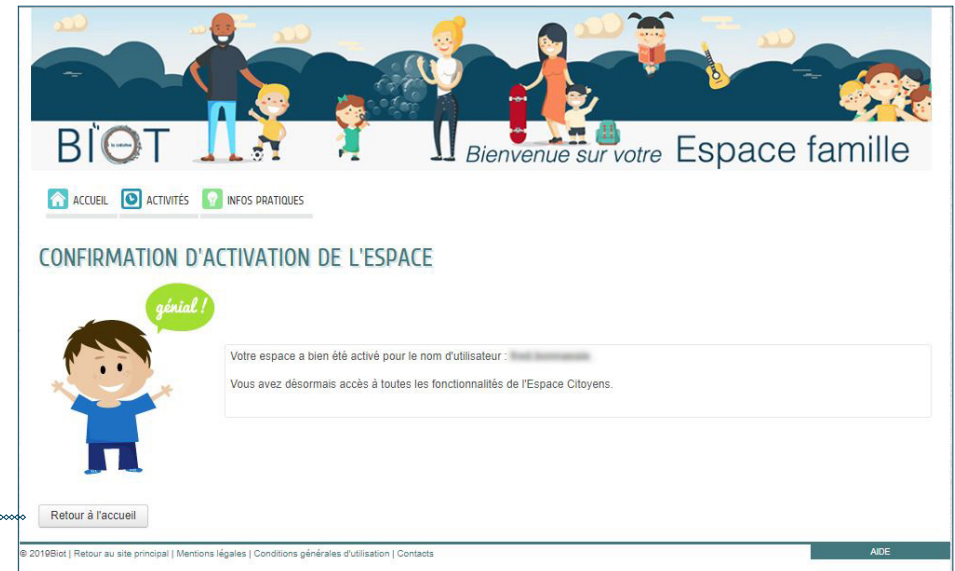 BIOT
Bienvenue sur votre Espace famille
ACCUEIL ACTIVITÉS INFOS PRATIQUES
CONFIRMATION D'ACTIVATION DE L'ESPACE
génial !
Votre espace a bien été activé pour le nom d'utilisateur :
Vous avez désormais accès à toutes les fonctionnalités de l'Espace Citoyens.
Retour à l'accueil
© 2019Biot | Retour au site principal | Mentions légales | Conditions générales d'utilisation | Contacts
AIDE